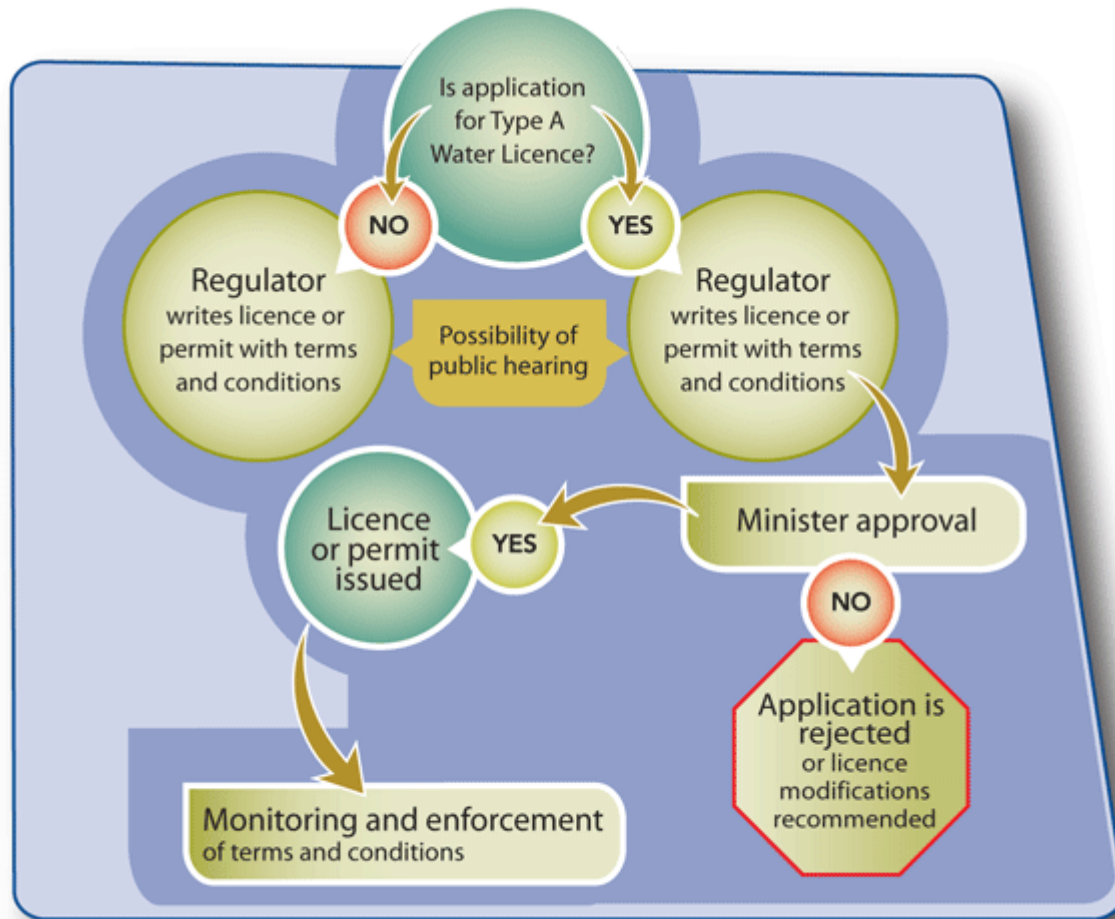 Is application
for Type A
Water Licence?
NO
YES
Regulator
writes licence or
permit with terms
and conditions
Possibility of
public hearing
Regulator
writes licence or
permit with terms
and conditions
Licence
or permit
issued
YES
Minister approval
NO
Application is
rejected
or licence
modifications
recommended
Monitoring and enforcement
of terms and conditions